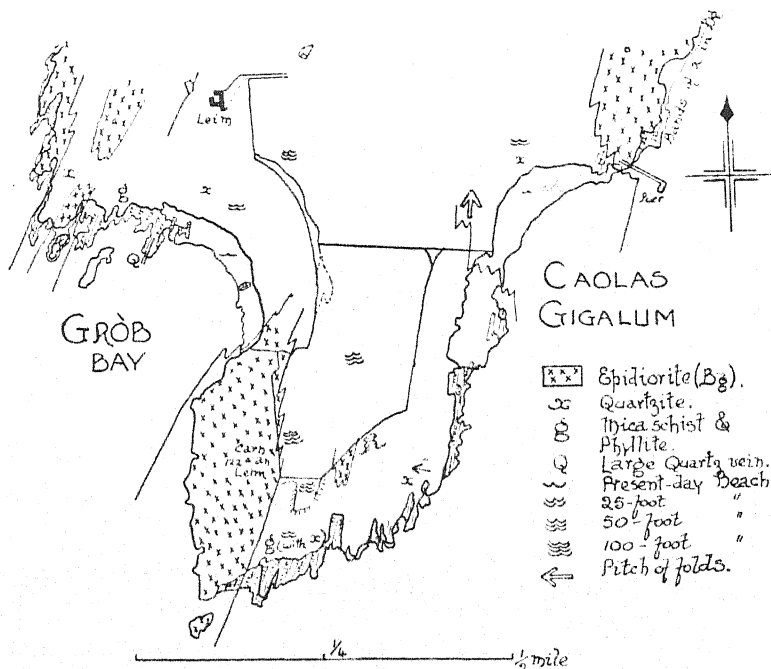 Leim
x
x
x
g
Q
Pier
GRÒB
BAY
CAOLAS
GIGALUM
Carn
na
Leim
x
g (with x)
Epidiorite (Bg).
x Quartzite.
g Mica schist &
Phyllite.
Q Large Quartz vein.
Present-day Beach
25-foot "
50-foot "
100-foot "
Pitch of folds.
1/4
1/2 mile